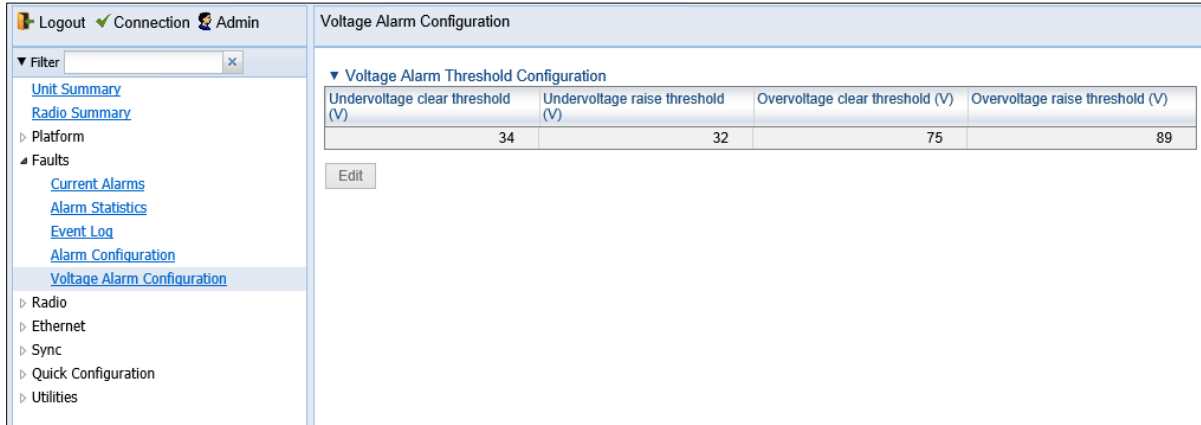 Logout Connection Admin
Filter
Unit Summary
Radio Summary
Platform
Faults
Current Alarms
Alarm Statistics
Event Log
Alarm Configuration
Voltage Alarm Configuration
Radio
Ethernet
Sync
Quick Configuration
Utilities
Voltage Alarm Configuration
Voltage Alarm Threshold Configuration
Undervoltage clear threshold (V) Undervoltage raise threshold (V) Overvoltage clear threshold (V) Overvoltage raise threshold (V)
34 32 75 89
Edit